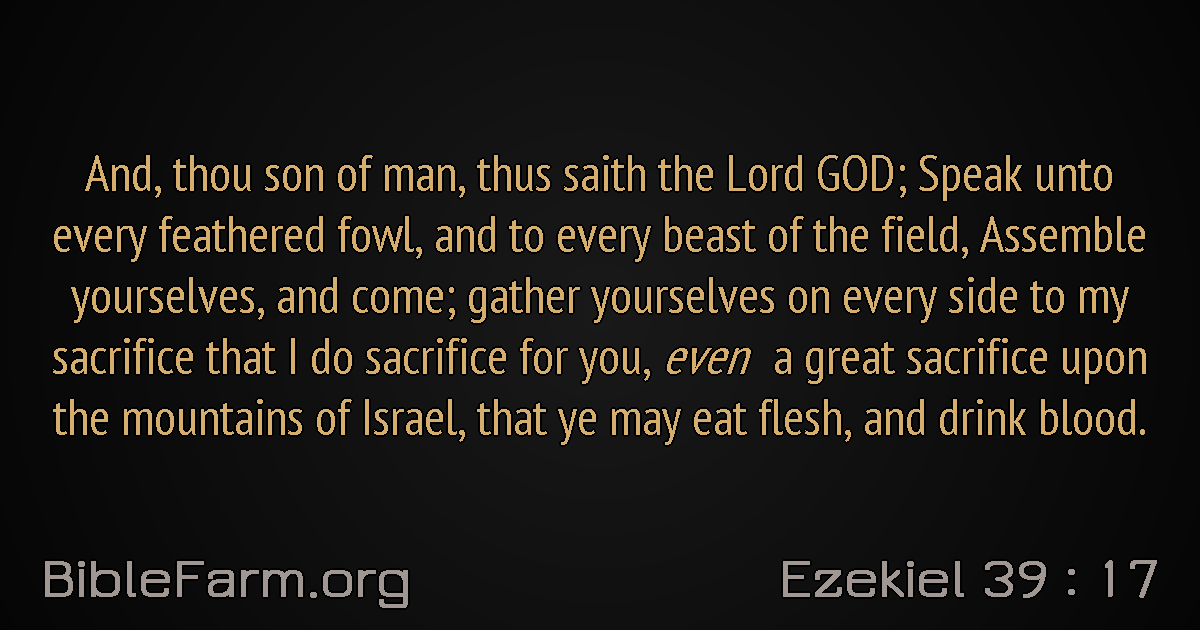 And, thou son of man, thus saith the Lord GOD; Speak unto
every feathered fowl, and to every beast of the field, Assemble
yourselves, and come; gather yourselves on every side to my
sacrifice that I do sacrifice for you, even a great sacrifice upon
the mountains of Israel, that ye may eat flesh, and drink blood.
BibleFarm.org
Ezekiel 39 : 17